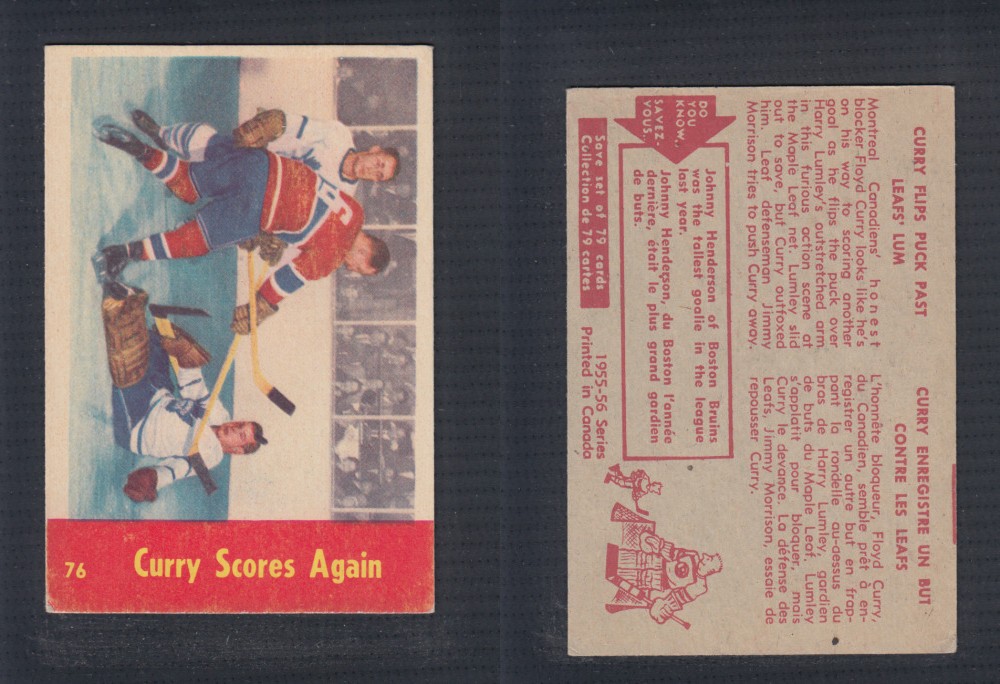 76
Curry Scores Again
CURRY FLIPS PUCK PAST
LEAFS' LUM
Montreal Canadiens' honest
blocker Floyd Curry looks like he's
on his way to scoring another
goal as he flips the puck over
Harry Lumley's outstretched arm
in this furious action scene at
the Maple Leaf net. Lumley slid
out to save, but Curry outfoxed
him. Leaf defenseman Jimmy
Morrison tries to push Curry away.
CURRY ENREGISTRE UN BUT
CONTRE LES LEAFS
L'honnête bloqueur, Floyd Curry,
du Canadien, semble prêt à en-
registrer un autre but en frap-
pant la rondelle au-aessus du
bras de Harry Lumley, gardien
de buts du Maple Leaf. Lumley
s'applatit pour bloquer, mais
Curry le devance. La défense des
Leafs, Jimmy Morrison, essaie de
repousser Curry.
DO
YOU
KNOW.
SAVEZ-
VOUS.
Johnny Henderson of Boston Bruins
was the tallest goalie in the league
last year.
Johnny Henderson, du Boston l'année
dernière, était le plus grand gardien
de buts.
Save set of 79 cards
Collection de 79 cartes
1955-56 Series
Printed in Canada